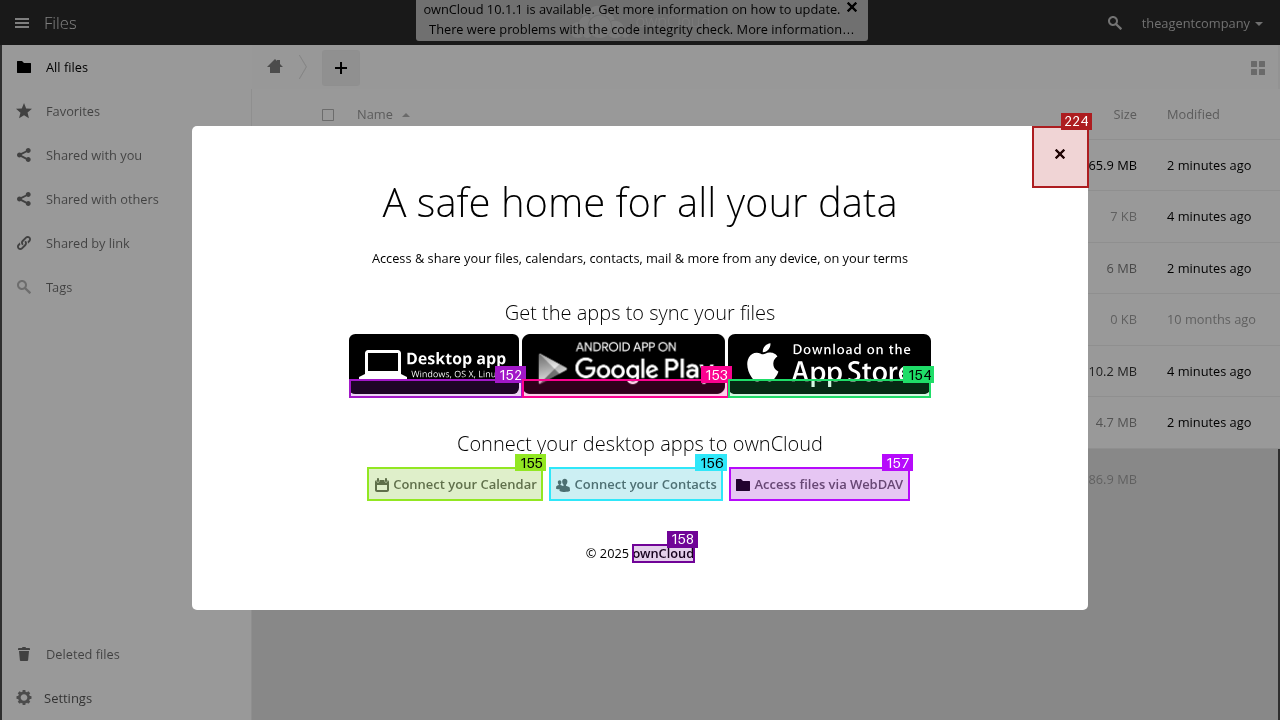 Files
ownCloud 10.1.1 is available. Get more information on how to update.
There were problems with the code integrity check. More information…
theagentcompany
All files
Favorites
Shared with you
Shared with others
Shared by link
Tags
Deleted files
Settings
Name
Size
Modified
65.9 MB
2 minutes ago
7 KB
4 minutes ago
6 MB
2 minutes ago
0 KB
10 months ago
10.2 MB
4 minutes ago
4.7 MB
2 minutes ago
86.9 MB
224
A safe home for all your data
Access & share your files, calendars, contacts, mail & more from any device, on your terms
Get the apps to sync your files
Desktop app
Windows, OS X,
152
ANDROID APP ON
Google Play
153
Download on the
App Store
154
Connect your desktop apps to ownCloud
155
Connect your Calendar
156
Connect your Contacts
157
Access files via WebDAV
158
© 2025 ownCloud